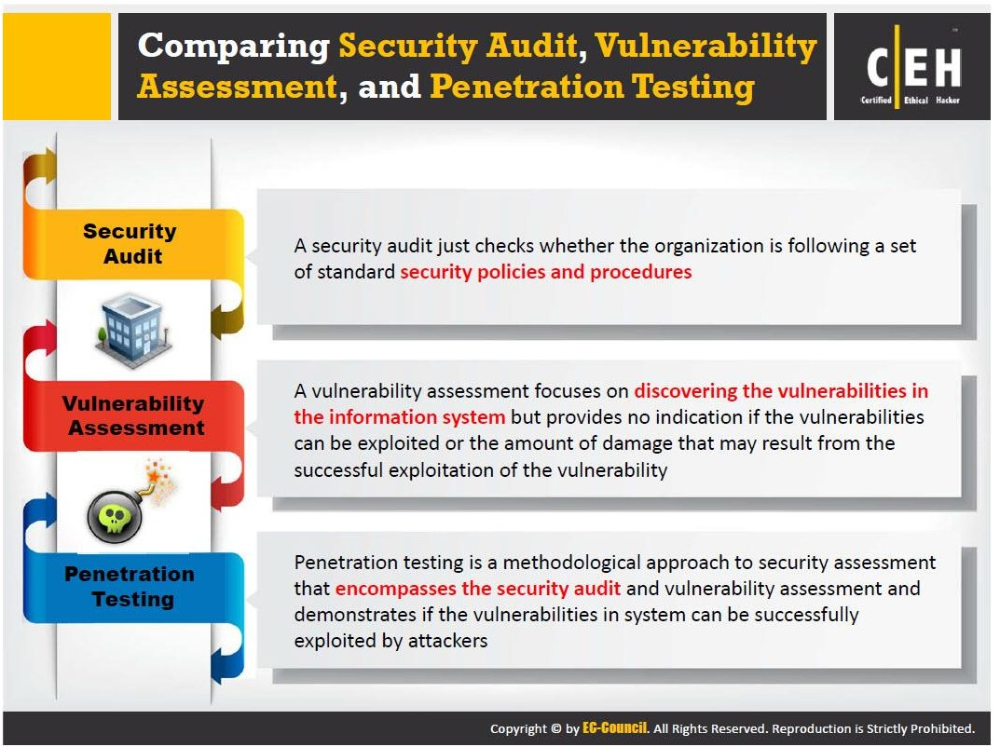 Comparing Security Audit, Vulnerability
Assessment, and Penetration Testing
C|EH
Certified Ethical Hacker
Security
Audit
A security audit just checks whether the organization is following a set
of standard security policies and procedures
Vulnerability
Assessment
A vulnerability assessment focuses on discovering the vulnerabilities in
the information system but provides no indication if the vulnerabilities
can be exploited or the amount of damage that may result from the
successful exploitation of the vulnerability
Penetration
Testing
Penetration testing is a methodological approach to security assessment
that encompasses the security audit and vulnerability assessment and
demonstrates if the vulnerabilities in system can be successfully
exploited by attackers
Copyright © by EC-Council. All Rights Reserved. Reproduction is Strictly Prohibited.